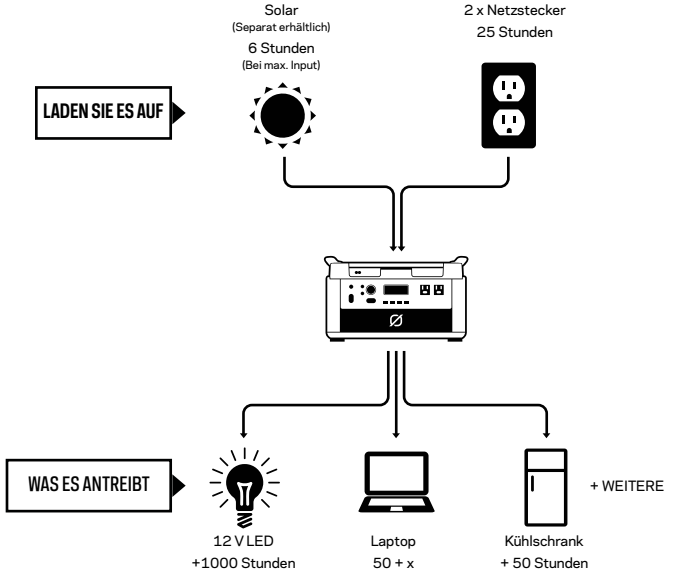 Solar
(Separat erhältlich)
6 Stunden
(Bei max. Input)
2 x Netzstecker
25 Stunden
LADEN SIE ES AUF
WAS ES ANTREIBT
12 V LED
+1000 Stunden
Laptop
50 + x
Kühlschrank
+ 50 Stunden
+ WEITERE